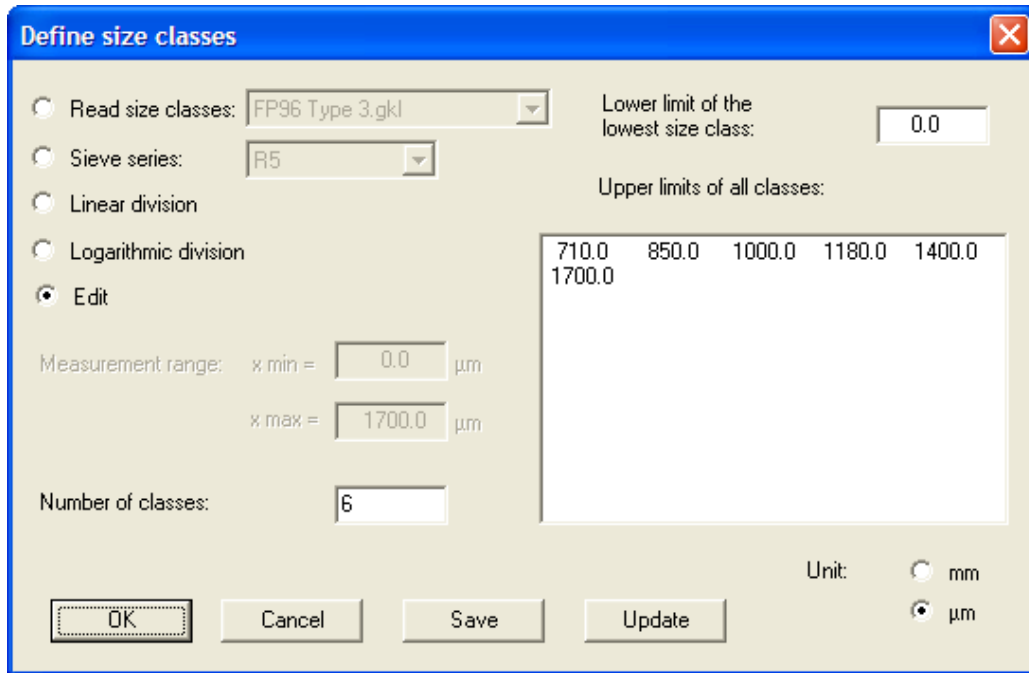 Define size classes
Read size classes: FP96 Type 3.gkl
Sieve series: R5
Linear division
Logarithmic division
Edit
Measurement range: x min = 0.0 µm
x max = 1700.0 µm
Number of classes: 6
Lower limit of the
lowest size class: 0.0
Upper limits of all classes:
710.0 850.0 1000.0 1180.0 1400.0
1700.0
Unit: mm
µm
OK Cancel Save Update